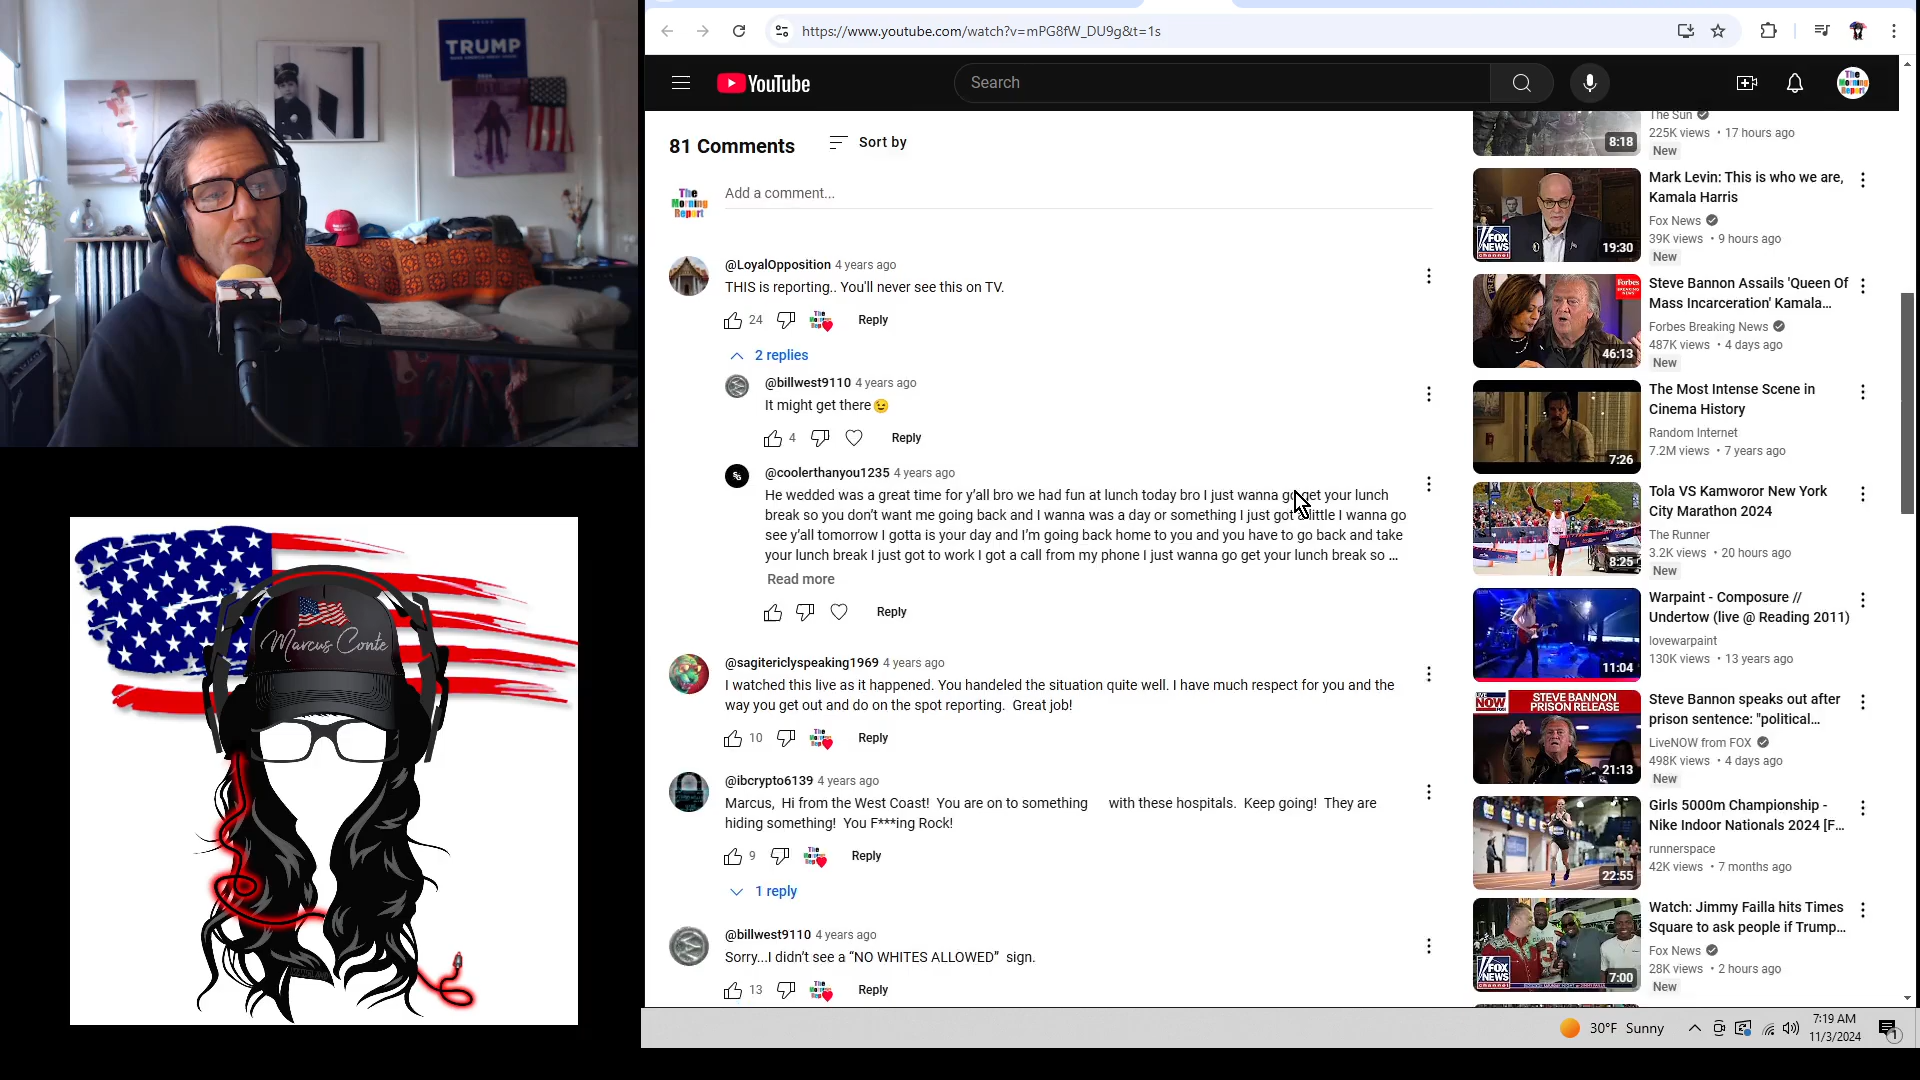 TRUMP
Marcus Conte
https://www.youtube.com/watch?v=mPG8fW_DU9g&t=1s
YouTube
Search
The Morning Report
81 Comments
Sort by
The Morning Report
Add a comment...
@LoyalOpposition 4 years ago
THIS is reporting.. You'll never see this on TV.
24
Reply
2 replies
@billwest9110 4 years ago
It might get there😉
4
Reply
@coolerthanyou1235 4 years ago
He wedded was a great time for y'all bro we had fun at lunch today bro I just wanna go get your lunch
break so you don't want me going back and I wanna was a day or something I just got a little I wanna go
see y'all tomorrow I gotta is your day and I'm going back home to you and you have to go back and take
your lunch break I just got to work I got a call from my phone I just wanna go get your lunch break so ...
Read more
Reply
@sagitericlyspeaking1969 4 years ago
I watched this live as it happened. You handeled the situation quite well. I have much respect for you and the
way you get out and do on the spot reporting.  Great job!
10
Reply
@ibcrypto6139 4 years ago
Marcus,  Hi from the West Coast!  You are on to something      with these hospitals.  Keep going!  They are
hiding something!  You F***ing Rock!
9
Reply
1 reply
@billwest9110 4 years ago
Sorry...I didn't see a “NO WHITES ALLOWED”  sign.
13
Reply
The Sun
225K views • 17 hours ago
New
8:18
Mark Levin: This is who we are,
Kamala Harris
Fox News
39K views • 9 hours ago
New
FOX NEWS channel
19:30
Steve Bannon Assails 'Queen Of
Mass Incarceration' Kamala...
Forbes Breaking News
487K views • 4 days ago
New
Forbes
46:13
The Most Intense Scene in
Cinema History
Random Internet
7.2M views • 7 years ago
7:26
Tola VS Kamworor New York
City Marathon 2024
The Runner
3.2K views • 20 hours ago
New
8:25
Warpaint - Composure //
Undertow (live @ Reading 2011)
lovewarpaint
130K views • 13 years ago
11:04
Steve Bannon speaks out after
prison sentence: "political...
LiveNOW from FOX
498K views • 4 days ago
New
STEVE BANNON
PRISON RELEASE
NOW
21:13
Girls 5000m Championship -
Nike Indoor Nationals 2024 [F...
runnerspace
42K views • 7 months ago
22:55
Watch: Jimmy Failla hits Times
Square to ask people if Trump...
Fox News
28K views • 2 hours ago
New
FOX NEWS channel
7:00
30°F Sunny
7:19 AM
11/3/2024
1